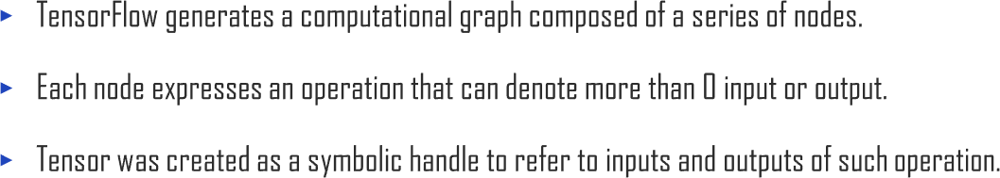 ► TensorFlow generates a computational graph composed of a series of nodes.
► Each node expresses an operation that can denote more than 0 input or output.
► Tensor was created as a symbolic handle to refer to inputs and outputs of such operation.